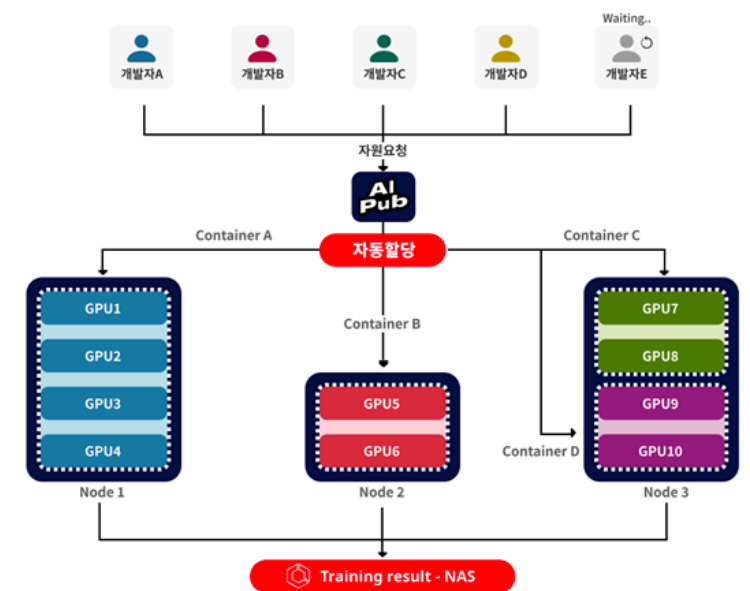 Waiting..
개발자A
개발자B
개발자C
개발자D
개발자E
자원요청
AI
Pub
자동할당
Container A
Container C
Container B
Container D
GPU1
GPU2
GPU3
GPU4
Node 1
GPU5
GPU6
Node 2
GPU7
GPU8
GPU9
GPU10
Node 3
Training result - NAS